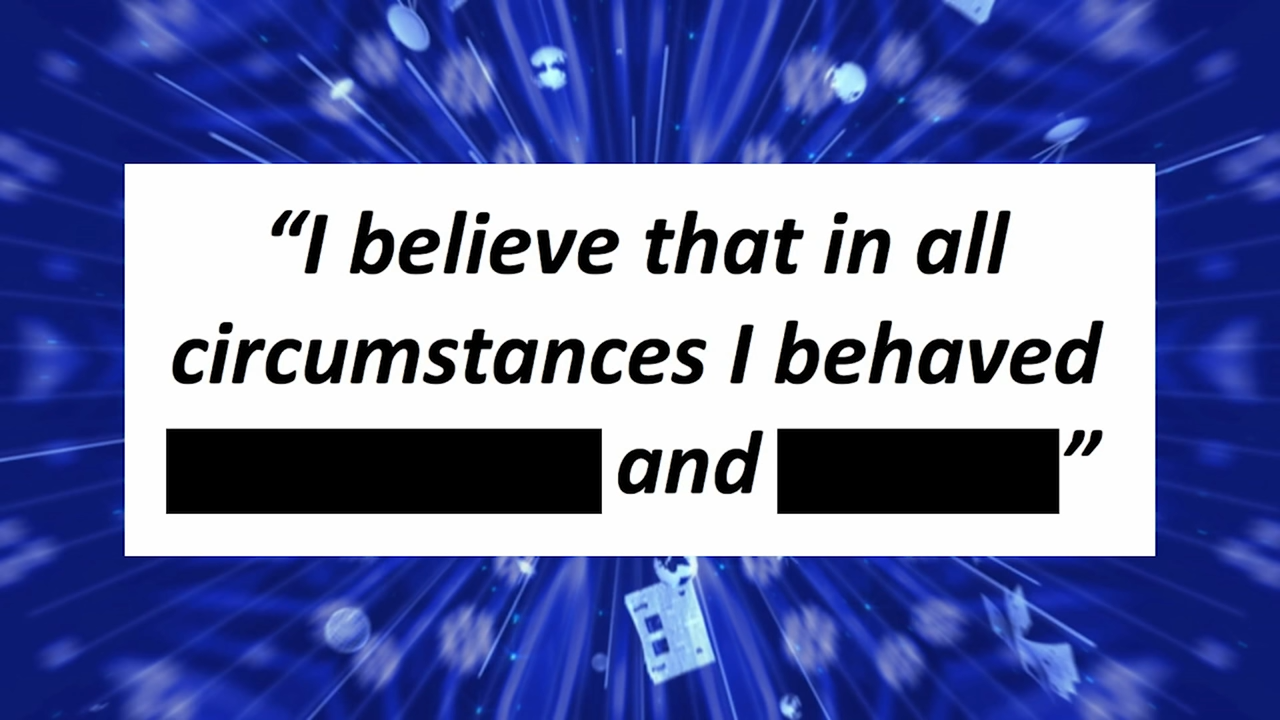 “I believe that in all
circumstances I behaved
and ”